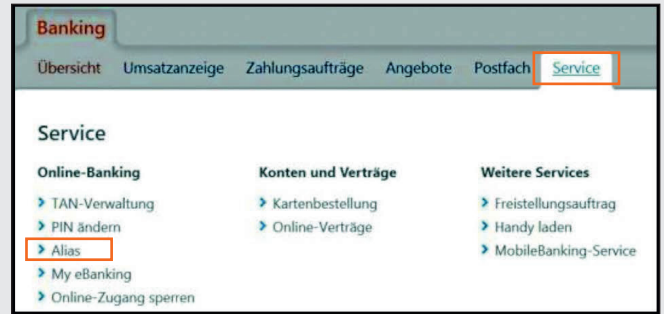 Banking
Übersicht Umsatzanzeige Zahlungsaufträge Angebote Postfach Service
Service
Online-Banking
TAN-Verwaltung
PIN ändern
Alias
My eBanking
Online-Zugang sperren
Konten und Verträge
Kartenbestellung
Online-Verträge
Weitere Services
Freistellungsauftrag
Handy laden
MobileBanking-Service